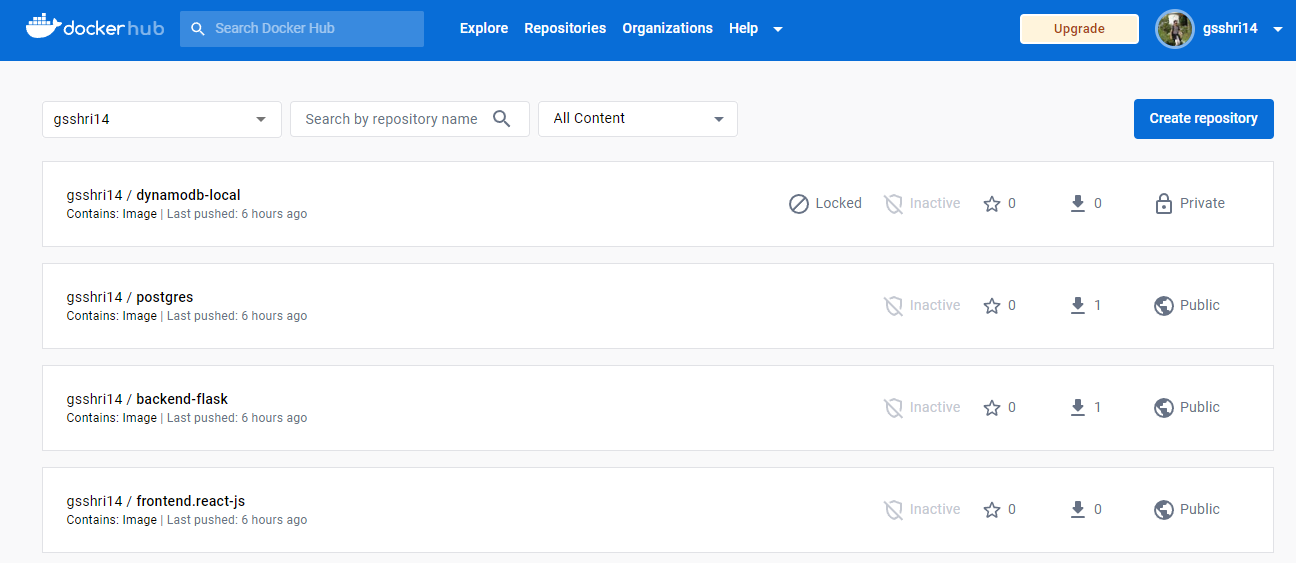 dockerhub Search Docker Hub Explore Repositories Organizations Help Upgrade gsshri14
gsshri14 Search by repository name All Content Create repository
gsshri14 / dynamodb-local
Contains: Image | Last pushed: 6 hours ago
Locked Inactive 0 0 Private
gsshri14 / postgres
Contains: Image | Last pushed: 6 hours ago
Inactive 0 1 Public
gsshri14 / backend-flask
Contains: Image | Last pushed: 6 hours ago
Inactive 0 1 Public
gsshri14 / frontend.react-js
Contains: Image | Last pushed: 6 hours ago
Inactive 0 0 Public